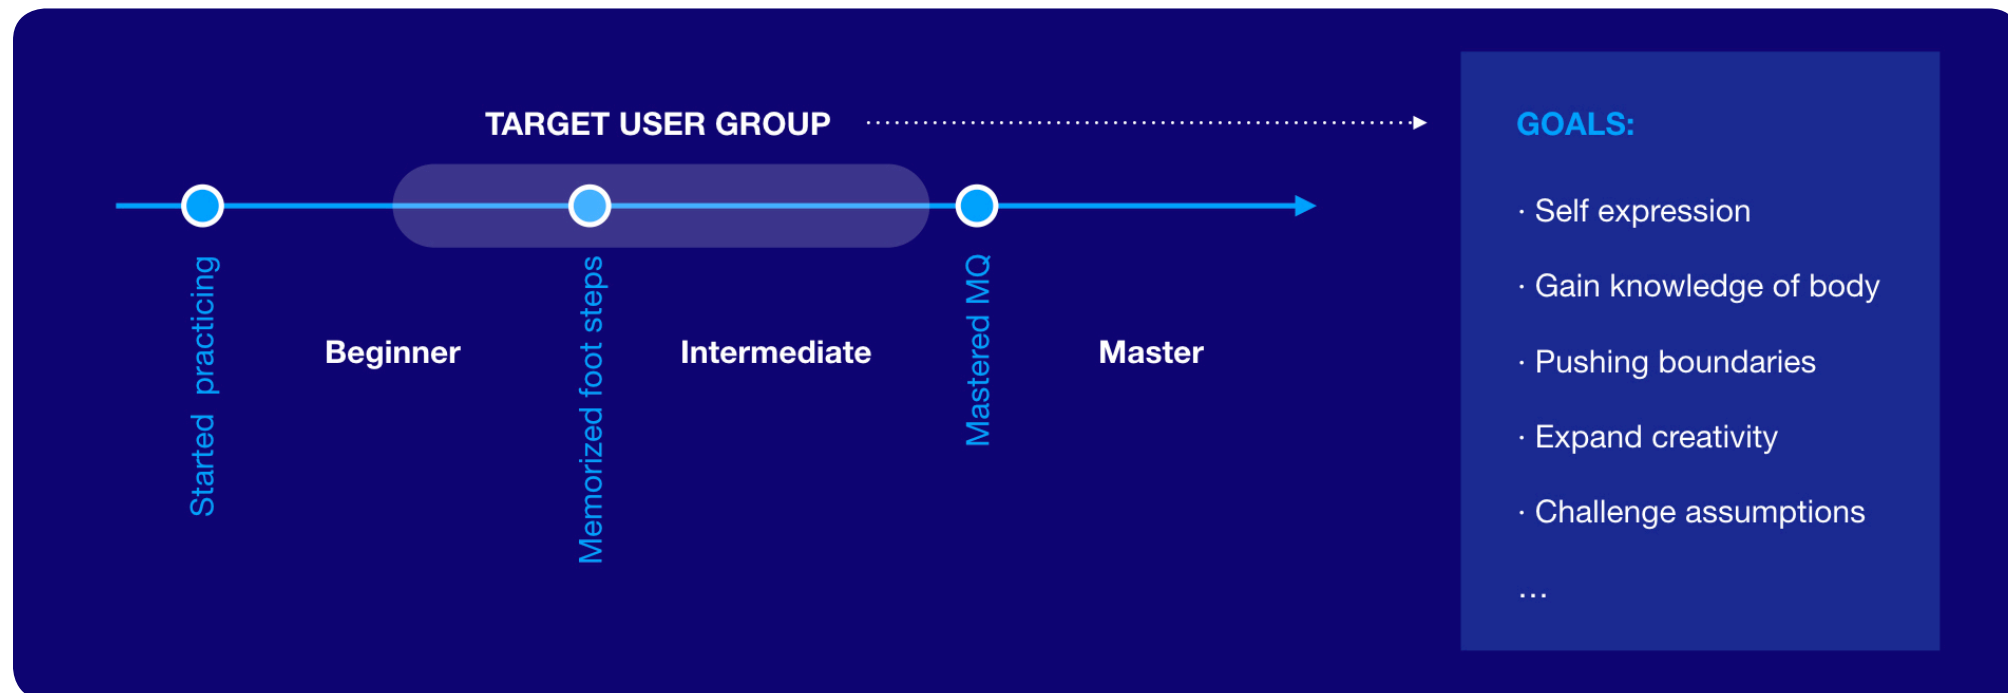 TARGET USER GROUP
Started practicing
Beginner
Memorized foot steps
Intermediate
Mastered MQ
Master
GOALS:
· Self expression
· Gain knowledge of body
· Pushing boundaries
· Expand creativity
· Challenge assumptions
...